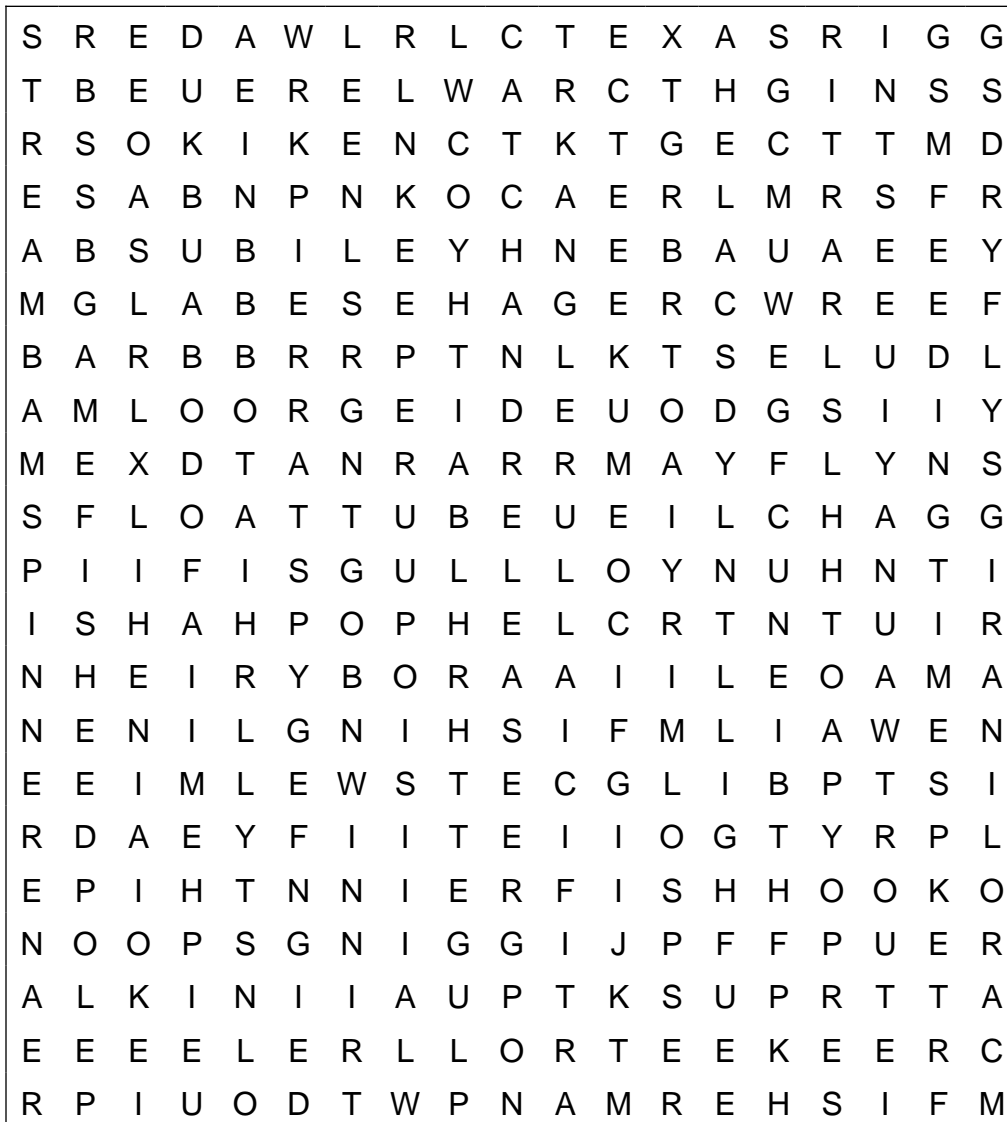 S R E D A W L R L C T E X A S R I G G
T B E U E R E L W A R C T H G I N S S
R S O K I K E N C T K T G E C T T M D
E S A B N P N K O C A E R L M R S F R
A B S U B I L E Y H N E B A U A E E Y
M G L A B E S E H A G E R C W R E E F
B A R B B R R P T N L K T S E L U D L
A M L O O R G E I D E U O D G S I I Y
M E X D T A N R A R R M A Y F L Y N S
S F L O A T T U B E U E I L C H A G G
P I I F I S G U L L L O Y N U H N T I
I S H A H P O P H E L C R T N T U I R
N H E I R Y B O R A A I I L E O A M A
N E N I L G N I H S I F M L I A W E N
E E I M L E W S T E C G L I B P T S I
R D A E Y F I I T E I I O G T Y R P L
E P I H T N N I E R F I S H H O O K O
N O O P S G N I G G I J P F F P U E R
A L K I N I I A U P T K S U P R T T A
E E E E L E R L L O R T E E K E E R C
R P I U O D T W P N A M R E H S I F M